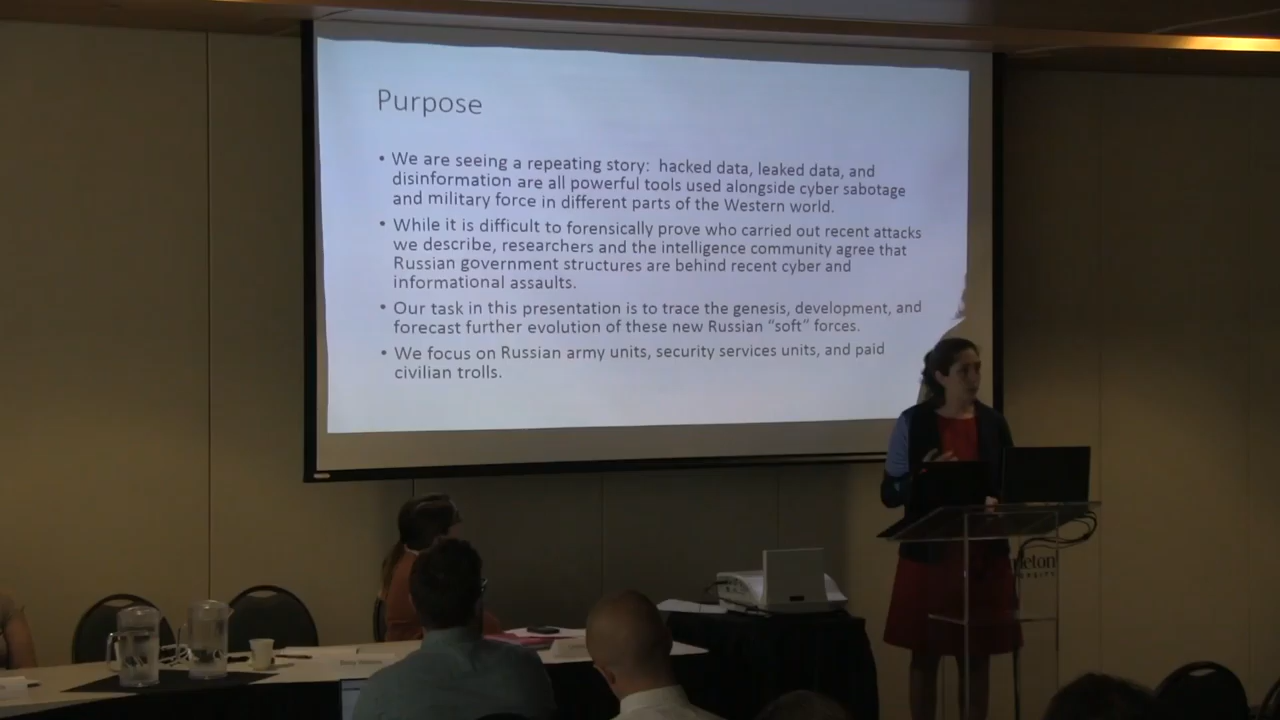 Purpose
• We are seeing a repeating story:  hacked data, leaked data, and
disinformation are all powerful tools used alongside cyber sabotage
and military force in different parts of the Western world.
• While it is difficult to forensically prove who carried out recent attacks
we describe, researchers and the intelligence community agree that
Russian government structures are behind recent cyber and
informational assaults.
• Our task in this presentation is to trace the genesis, development, and
forecast further evolution of these new Russian “soft” forces.
• We focus on Russian army units, security services units, and paid
civilian trolls.
leton